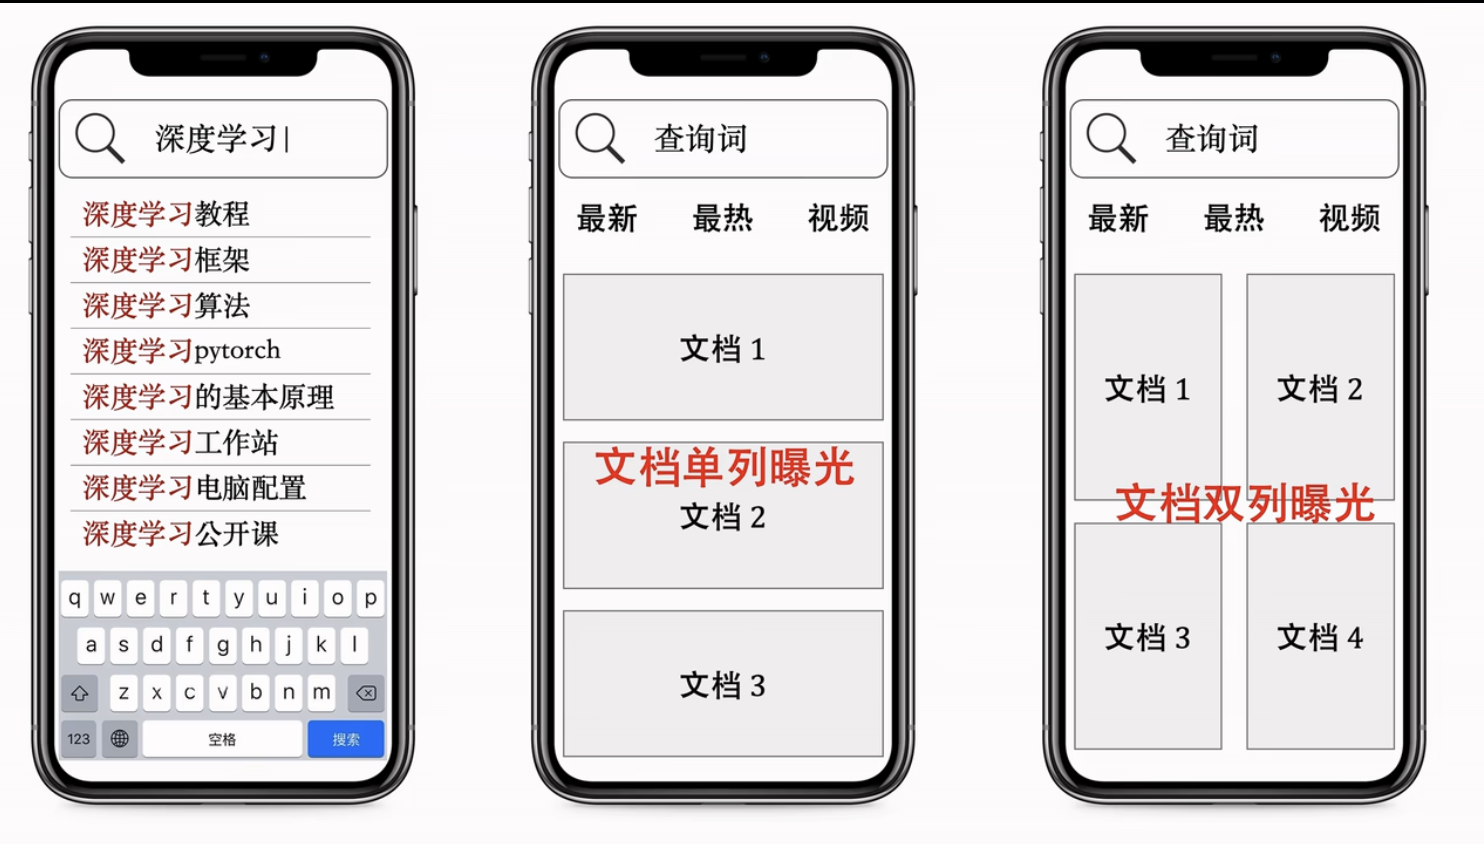 深度学习
深度学习教程
深度学习框架
深度学习算法
深度学习pytorch
深度学习的基本原理
深度学习工作站
深度学习电脑配置
深度学习公开课
q w e r t y u i o p
a s d f g h j k l
z x c v b n m
123 空格 搜索
查询词
最新 最热 视频
文档 1
文档单列曝光
文档 2
文档 3
查询词
最新 最热 视频
文档 1 文档 2
文档双列曝光
文档 3 文档 4